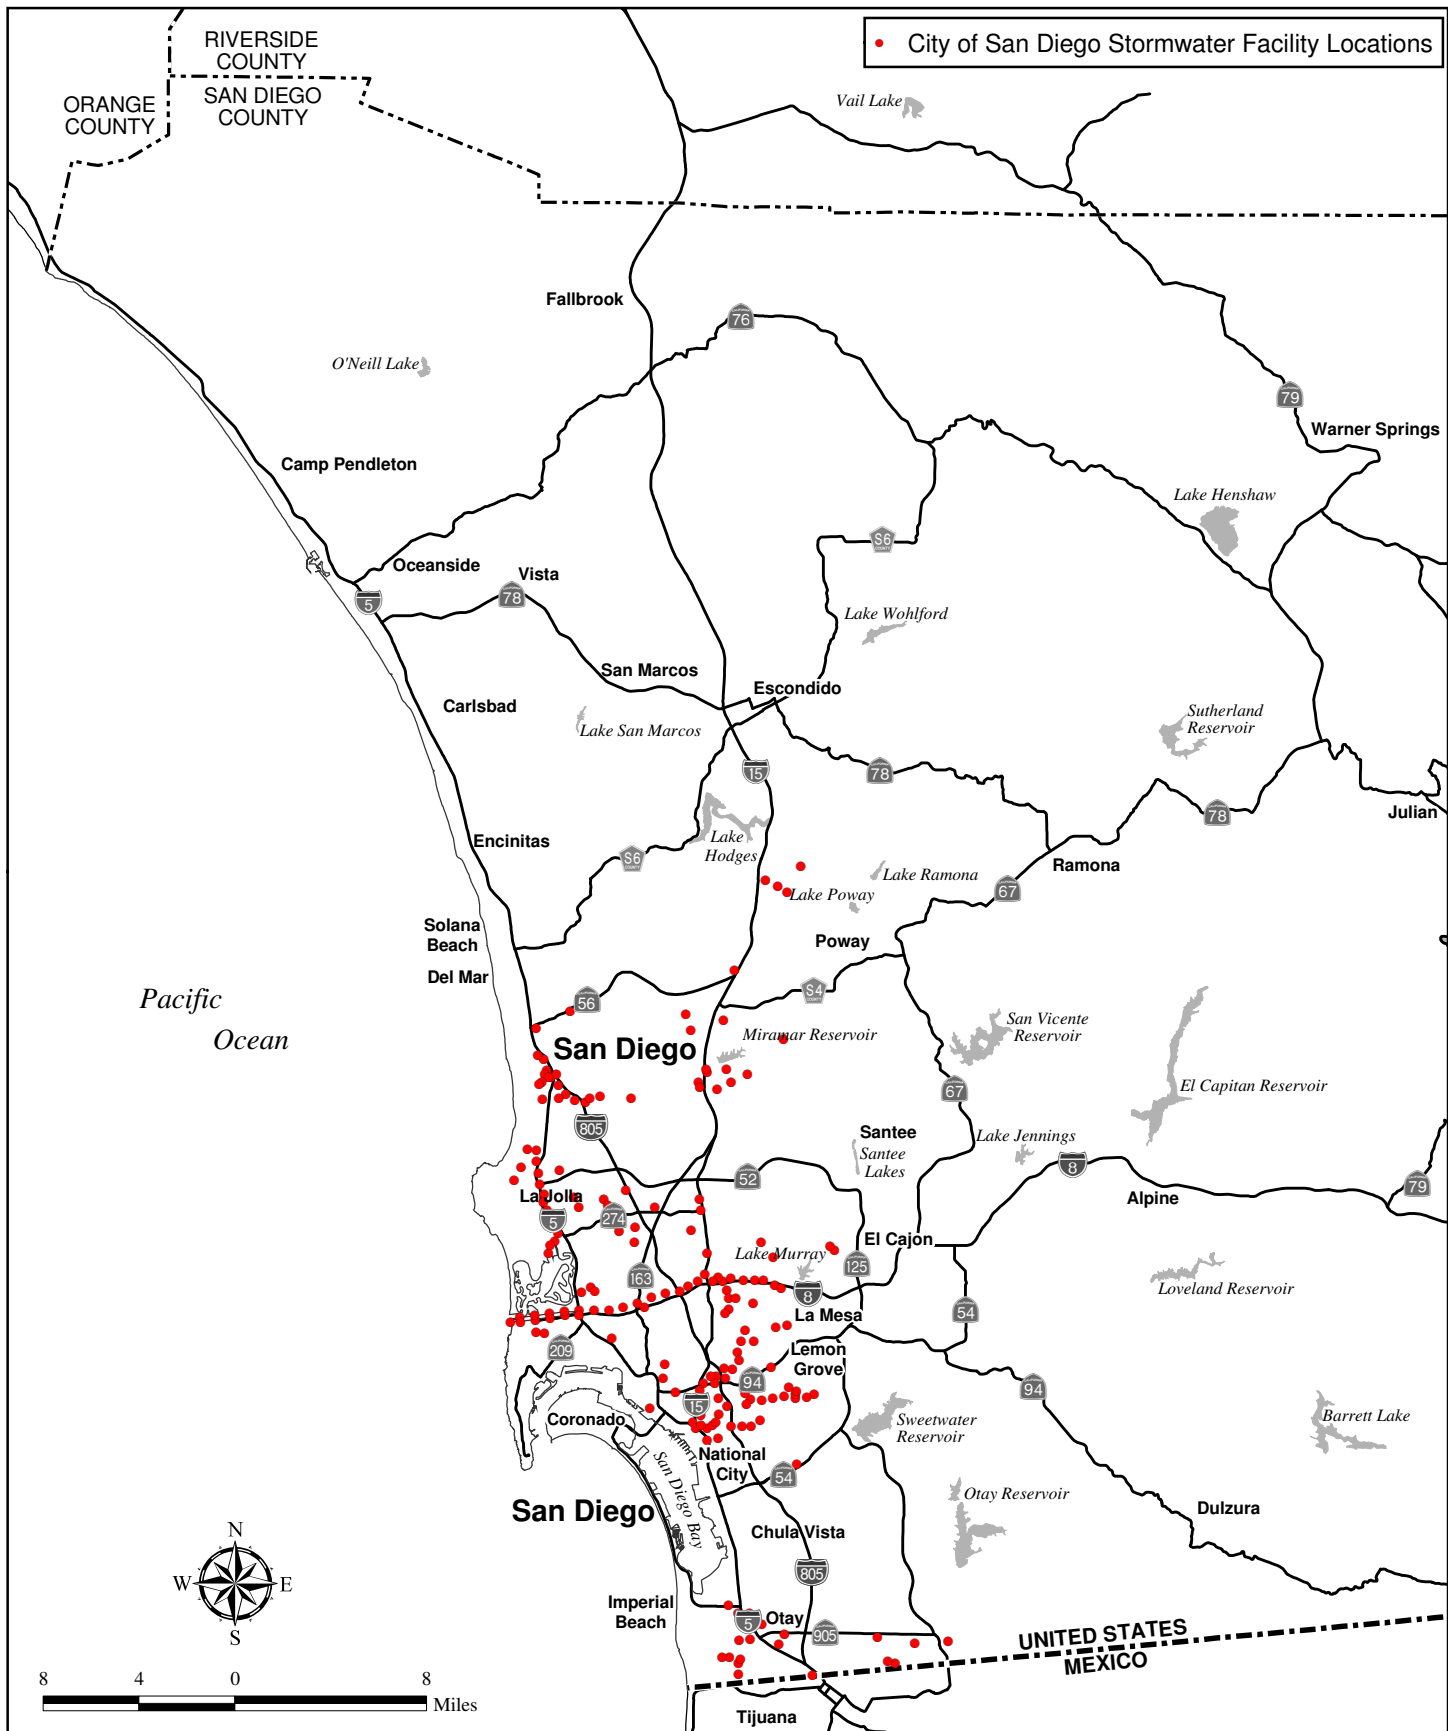 City of San Diego Stormwater Facility Locations
RIVERSIDE
COUNTY
SAN DIEGO
COUNTY
ORANGE
COUNTY
Vail Lake
Fallbrook
76
O'Neill Lake
79
Warner Springs
Camp Pendleton
Lake Henshaw
S6
COUNTY
Oceanside
Vista
5
78
Lake Wohlford
San Marcos
Escondido
Carlsbad
Lake San Marcos
Sutherland
Reservoir
15
78
78
Julian
Encinitas
Lake
Hodges
S6
COUNTY
Ramona
Lake Ramona
67
Lake Poway
Solana
Beach
Poway
Del Mar
Pacific
Ocean
56
S4
COUNTY
San Diego
Miramar Reservoir
San Vicente
Reservoir
El Capitan Reservoir
67
805
Santee
Santee
Lakes
Lake Jennings
8
52
79
La Jolla
Alpine
5
274
El Cajon
Lake Murray
125
163
8
Loveland Reservoir
La Mesa
54
209
Lemon
Grove
94
94
15
Coronado
Sweetwater
Reservoir
Barrett Lake
National
City
54
San Diego Bay
Otay Reservoir
San Diego
Dulzura
Chula Vista
805
N
W
E
S
Imperial
Beach
5
Otay
905
UNITED STATES
MEXICO
8
4
0
8
Miles
Tijuana